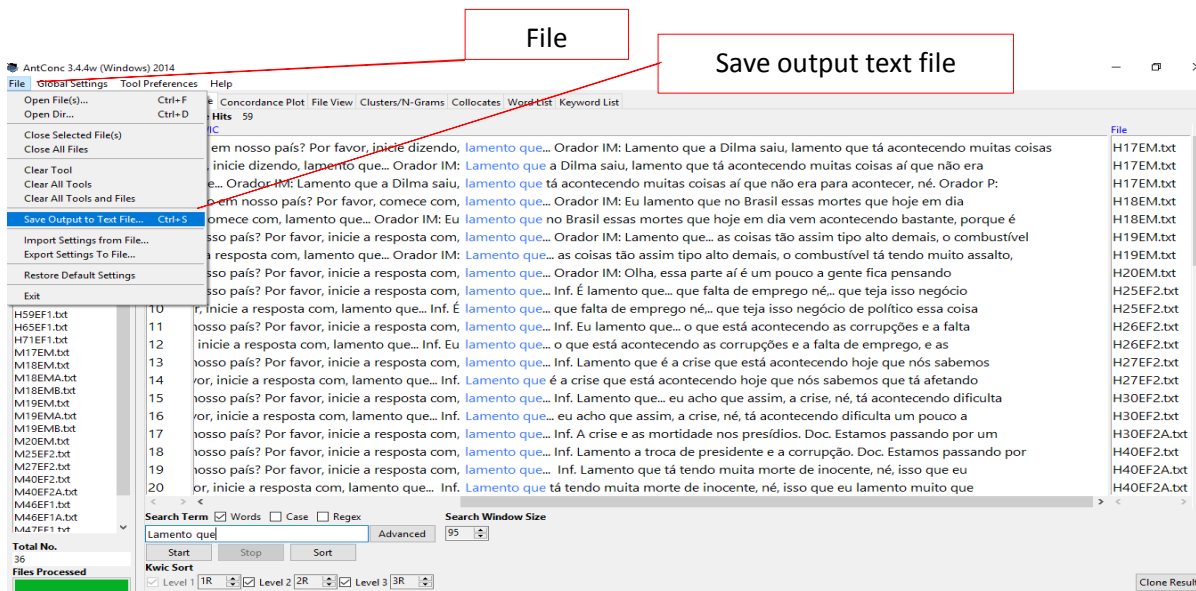 File
Save output text file
AntConc 3.4.4w (Windows) 2014
File Global Settings Tool Preferences Help
Open File(s)... Ctrl+F
Open Dir... Ctrl+D
Close Selected File(s)
Close All Files
Clear Tool
Clear All Tools
Clear All Tools and Files
Save Output to Text File... Ctrl+S
Import Settings from File...
Export Settings To File...
Restore Default Settings
Exit
Concordance Plot File View Clusters/N-Grams Collocates Word List Keyword List
Hits 59
File
em nosso país? Por favor, inicie dizendo, lamento que... Orador IM: Lamento que a Dilma saiu, lamento que tá acontecendo muitas coisas H17EM.txt
inicie dizendo, lamento que... Orador IM: Lamento que a Dilma saiu, lamento que tá acontecendo muitas coisas aí que não era H17EM.txt
Orador IM: Lamento que a Dilma saiu, lamento que tá acontecendo muitas coisas aí que não era para acontecer, né. Orador P: H17EM.txt
em nosso país? Por favor, comece com, lamento que... Orador IM: Eu lamento que no Brasil essas mortes que hoje em dia H18EM.txt
omece com, lamento que... Orador IM: Eu lamento que no Brasil essas mortes que hoje em dia vem acontecendo bastante, porque é H18EM.txt
sso país? Por favor, inicie a resposta com, lamento que... Orador IM: Lamento que... as coisas tão assim tipo alto demais, o combustível H19EM.txt
resposta com, lamento que... Orador IM: Lamento que... as coisas tão assim tipo alto demais, o combustível tá tendo muito assalto, H19EM.txt
sso país? Por favor, inicie a resposta com, lamento que... Orador IM: Olha, essa parte aí é um pouco a gente fica pensando H20EM.txt
sso país? Por favor, inicie a resposta com, lamento que... Inf. É lamento que... que falta de emprego né,.. que teja isso negócio H25EF2.txt
10 r, inicie a resposta com, lamento que... Inf. É lamento que... que falta de emprego né,.. que teja isso negócio de político essa coisa H25EF2.txt
11 nosso país? Por favor, inicie a resposta com, lamento que... Inf. Eu lamento que... o que está acontecendo as corrupções e a falta H26EF2.txt
12 inicie a resposta com, lamento que... Inf. Eu lamento que... o que está acontecendo as corrupções e a falta de emprego, e as H26EF2.txt
13 nosso país? Por favor, inicie a resposta com, lamento que... Inf. Lamento que é a crise que está acontecendo hoje que nós sabemos H27EF2.txt
14 vor, inicie a resposta com, lamento que... Inf. Lamento que é a crise que está acontecendo hoje que nós sabemos que tá afetando H27EF2.txt
15 nosso país? Por favor, inicie a resposta com, lamento que... Inf. Lamento que... eu acho que assim, a crise, né, tá acontecendo dificulta H30EF2.txt
16 vor, inicie a resposta com, lamento que... Inf. Lamento que... eu acho que assim, a crise, né, tá acontecendo dificulta um pouco a H30EF2.txt
17 nosso país? Por favor, inicie a resposta com, lamento que... Inf. A crise e as mortidade nos presídios. Doc. Estamos passando por um H30EF2A.txt
18 nosso país? Por favor, inicie a resposta com, lamento que... Inf. Lamento a troca de presidente e a corrupção. Doc. Estamos passando por H40EF2.txt
19 nosso país? Por favor, inicie a resposta com, lamento que... Inf. Lamento que tá tendo muita morte de inocente, né, isso que eu H40EF2A.txt
20 or, inicie a resposta com, lamento que... Inf. Lamento que tá tendo muita morte de inocente, né, isso que eu lamento muito que H40EF2A.txt
H59EF1.txt
H65EF1.txt
H71EF1.txt
M17EM.txt
M18EM.txt
M18EMA.txt
M18EMB.txt
M19EM.txt
M19EMA.txt
M19EMB.txt
M20EM.txt
M25EF2.txt
M27EF2.txt
M40EF2.txt
M40EF2A.txt
M46EF1.txt
M46EF1A.txt
M47EF1.txt
Total No.
36
Files Processed
Search Term Words Case Regex Search Window Size
Lamento que Advanced 95
Start Stop Sort
Kwic Sort
Level 1 1R Level 2 2R Level 3 3R
Clone Result